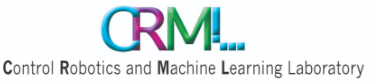 CRML...
Control Robotics and Machine Learning Laboratory